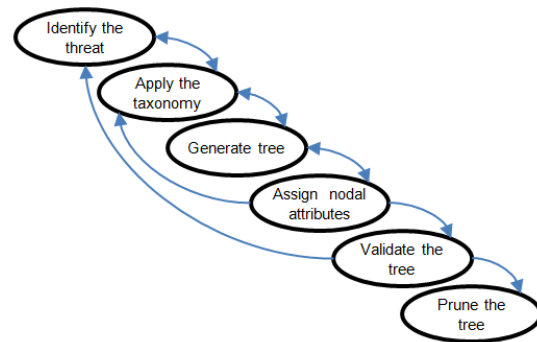 Identify the
threat
Apply the
taxonomy
Generate tree
Assign nodal
attributes
Validate the
tree
Prune the
tree